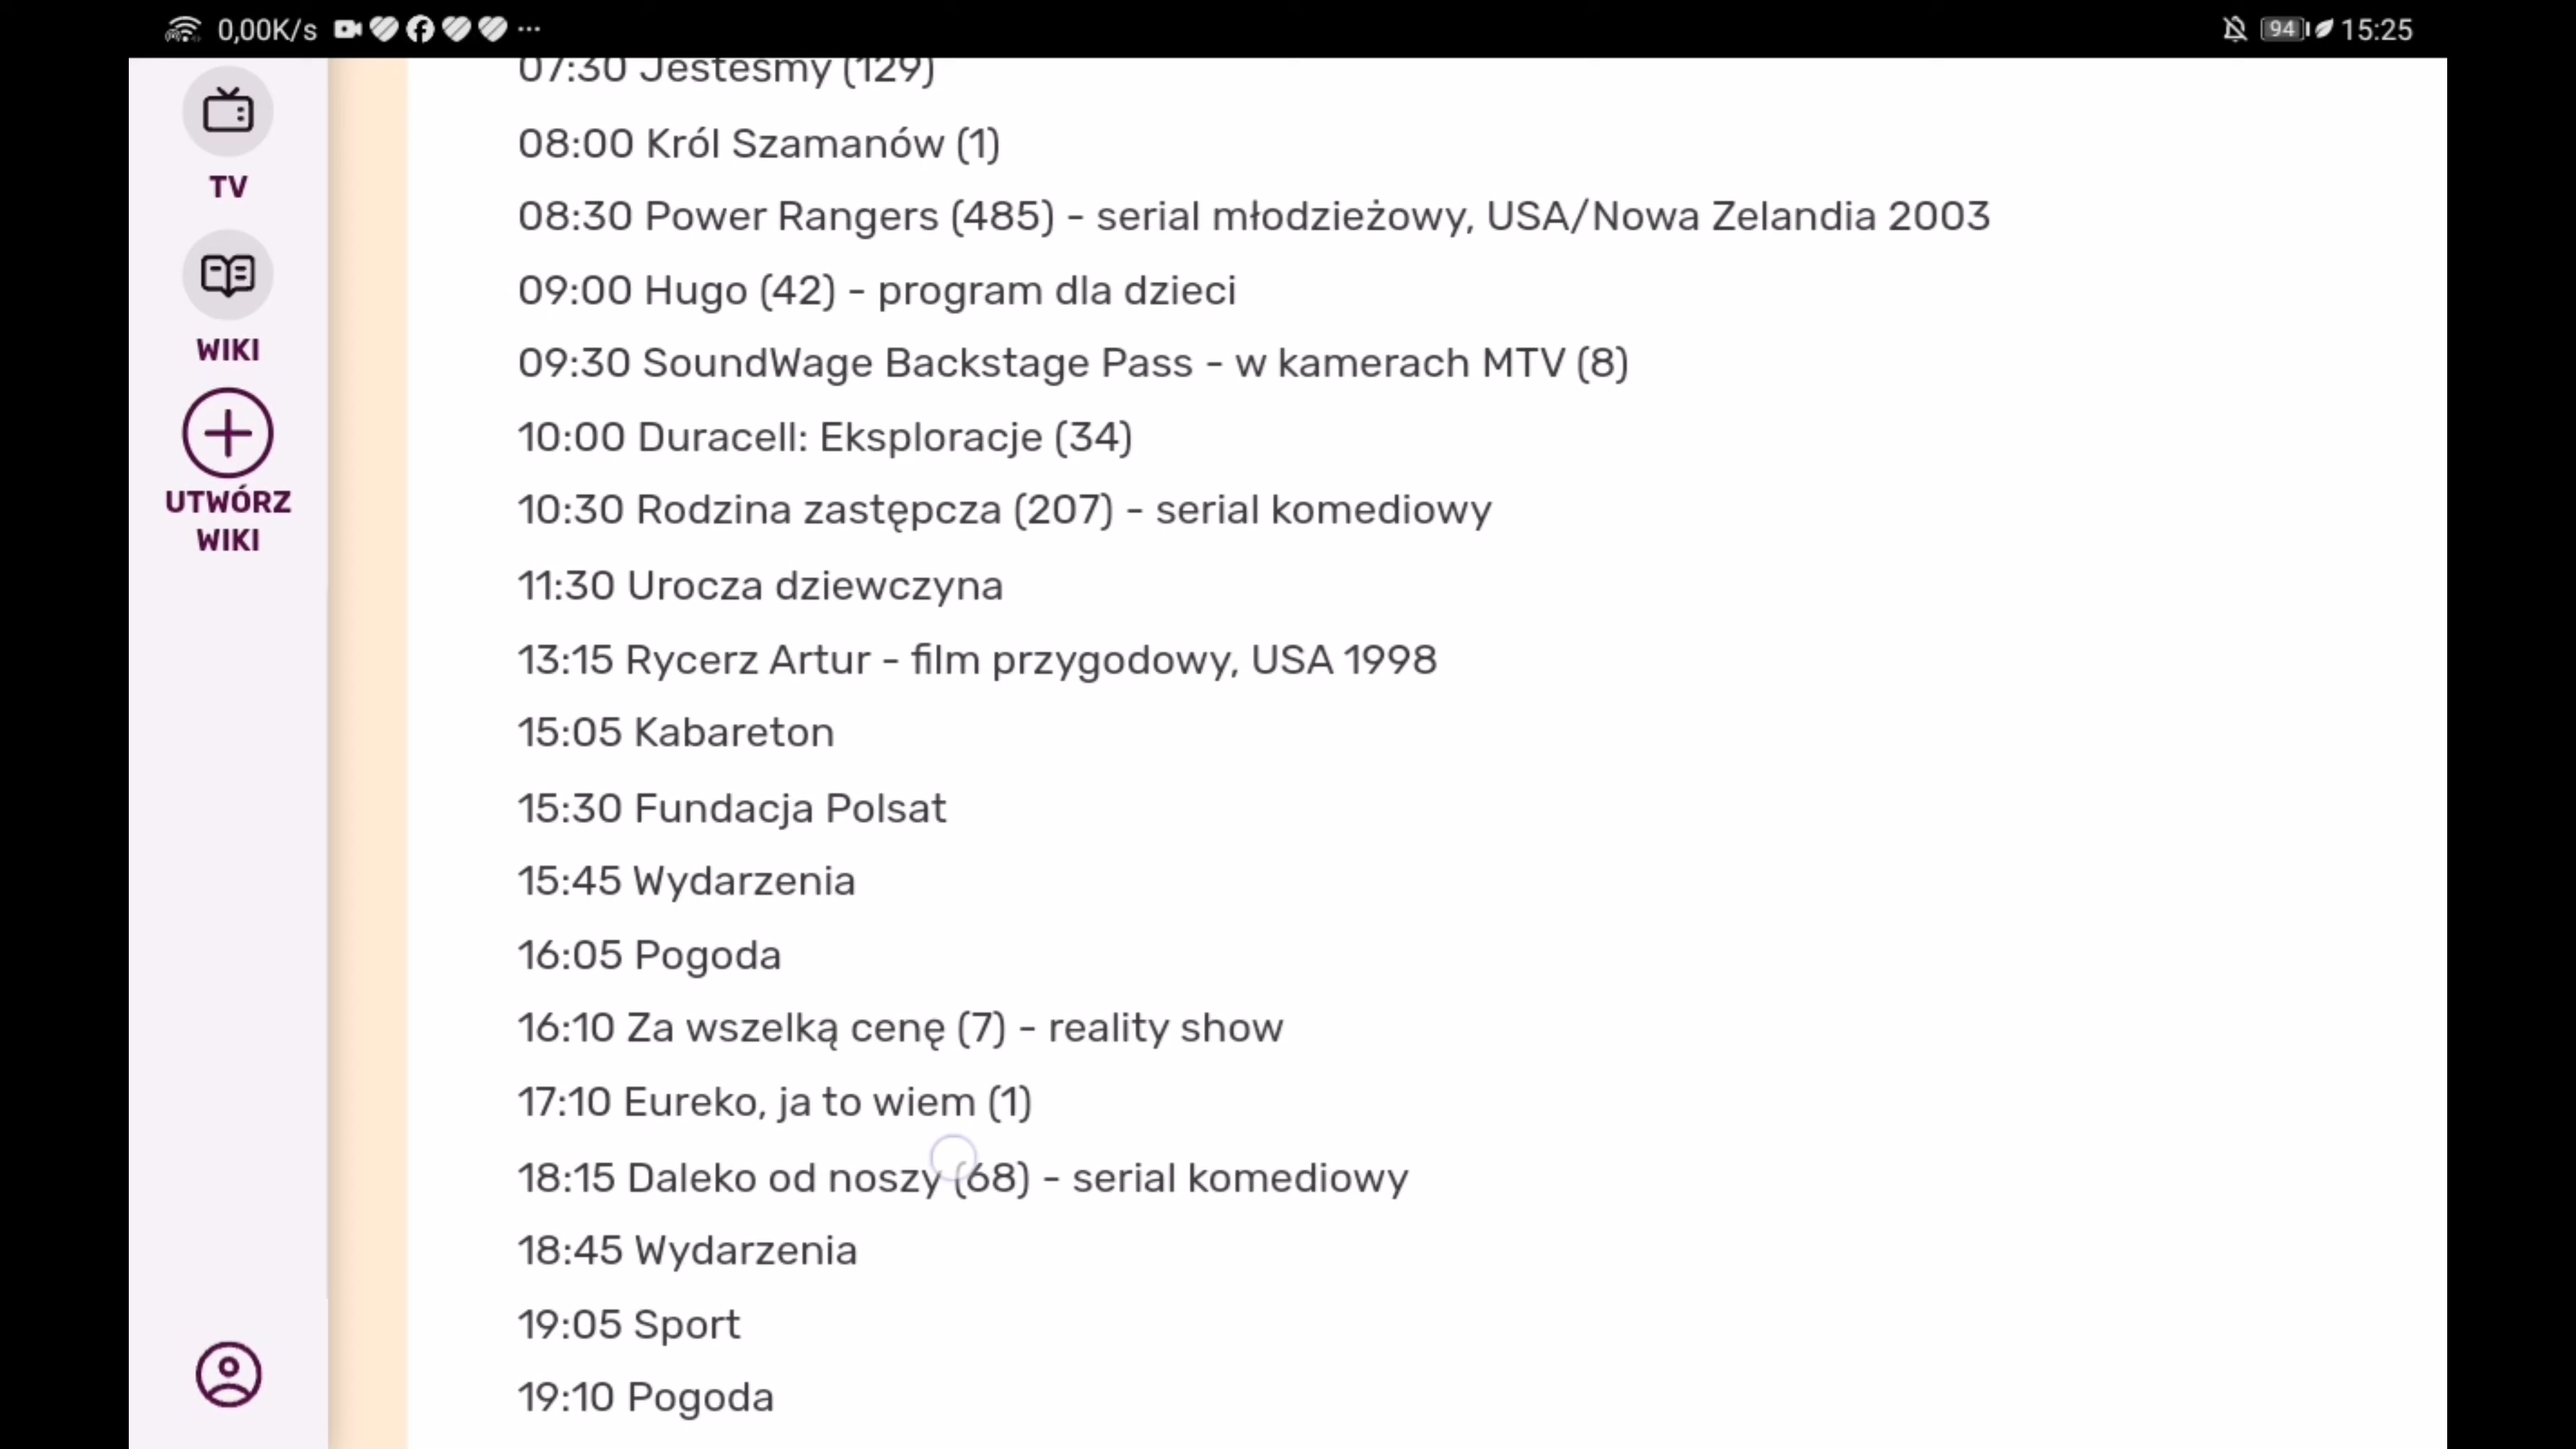 0,00K/s ... 94 15:25
TV
WIKI
UTWÓRZ
WIKI
07:30 Jesteśmy (129)
08:00 Król Szamanów (1)
08:30 Power Rangers (485) - serial młodzieżowy, USA/Nowa Zelandia 2003
09:00 Hugo (42) - program dla dzieci
09:30 SoundWage Backstage Pass - w kamerach MTV (8)
10:00 Duracell: Eksploracje (34)
10:30 Rodzina zastępcza (207) - serial komediowy
11:30 Urocza dziewczyna
13:15 Rycerz Artur - film przygodowy, USA 1998
15:05 Kabareton
15:30 Fundacja Polsat
15:45 Wydarzenia
16:05 Pogoda
16:10 Za wszelką cenę (7) - reality show
17:10 Eureko, ja to wiem (1)
18:15 Daleko od noszy (68) - serial komediowy
18:45 Wydarzenia
19:05 Sport
19:10 Pogoda